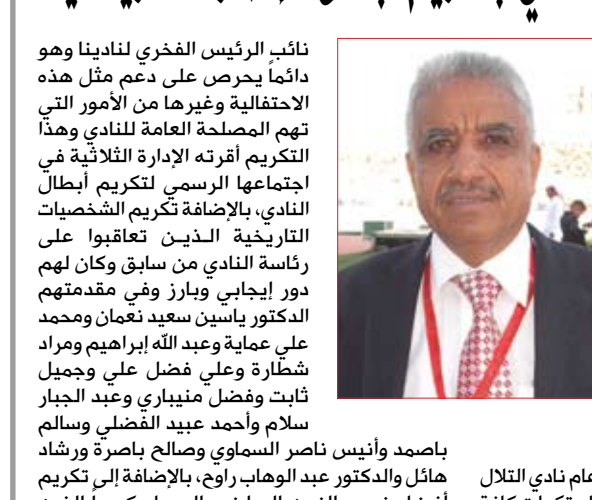 نائب الرئيس الفخري لنادينا وهو
دائماً يحرص على دعم مثل هذه
الاحتفالية وغيرها من الأمور التي
تهم المصلحة العامة للنادي وهذا
التكريم أقرته الإدارة الثلاثية في
اجتماعها الرسمي لتكريم أبطال
النادي، بالإضافة تكريم الشخصيات
التاريخية الـذيـن تعاقبوا على
رئاسة النادي من سابق وكان لهم
دور إيجابي وبارز وفي مقدمتهم
الدكتور ياسين سعيد نعمان ومحمد
علي عماية وعبد الله إبراهيم ومراد
شطارة وعلي فضل علي وجميل
ثابت وفضل منيباري وعبد الجبار
سلام وأحمد عبيد الفضلي وسالم
باصمد وأنيس ناصر السماوي وصالح باصرة ورشاد
هائل والدكتور عبد الوهاب راوح، بالإضافة إلى تكريم
عام نادي التلال